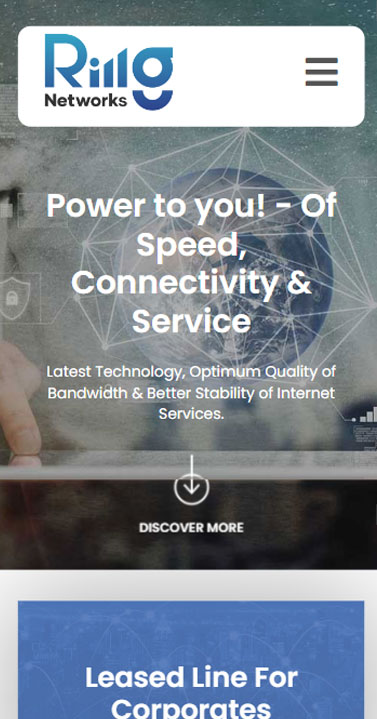 Rillg
Networks
Power to you! - Of
Speed,
Connectivity &
Service
Latest Technology, Optimum Quality of
Bandwidth & Better Stability of Internet
Services.
DISCOVER MORE
Leased Line For
Corporates